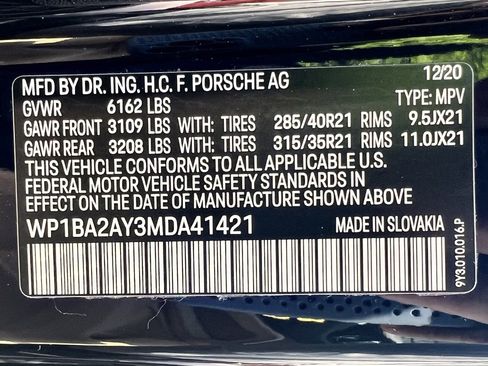 MFD BY DR. ING. H.C. F. PORSCHE AG 12/20
GVWR 6162 LBS TYPE: MPV
GAWR FRONT 3109 LBS WITH: TIRES 285/40R21 RIMS 9.5JX21
GAWR REAR 3208 LBS WITH: TIRES 315/35R21 RIMS 11.0JX21
THIS VEHICLE CONFORMS TO ALL APPLICABLE U.S.
FEDERAL MOTOR VEHICLE SAFETY STANDARDS IN
EFFECT ON THE DATE OF MANUFACTURE SHOWN ABOVE
WP1BA2AY3MDA41421 MADE IN SLOVAKIA
9Y3.010.016.P